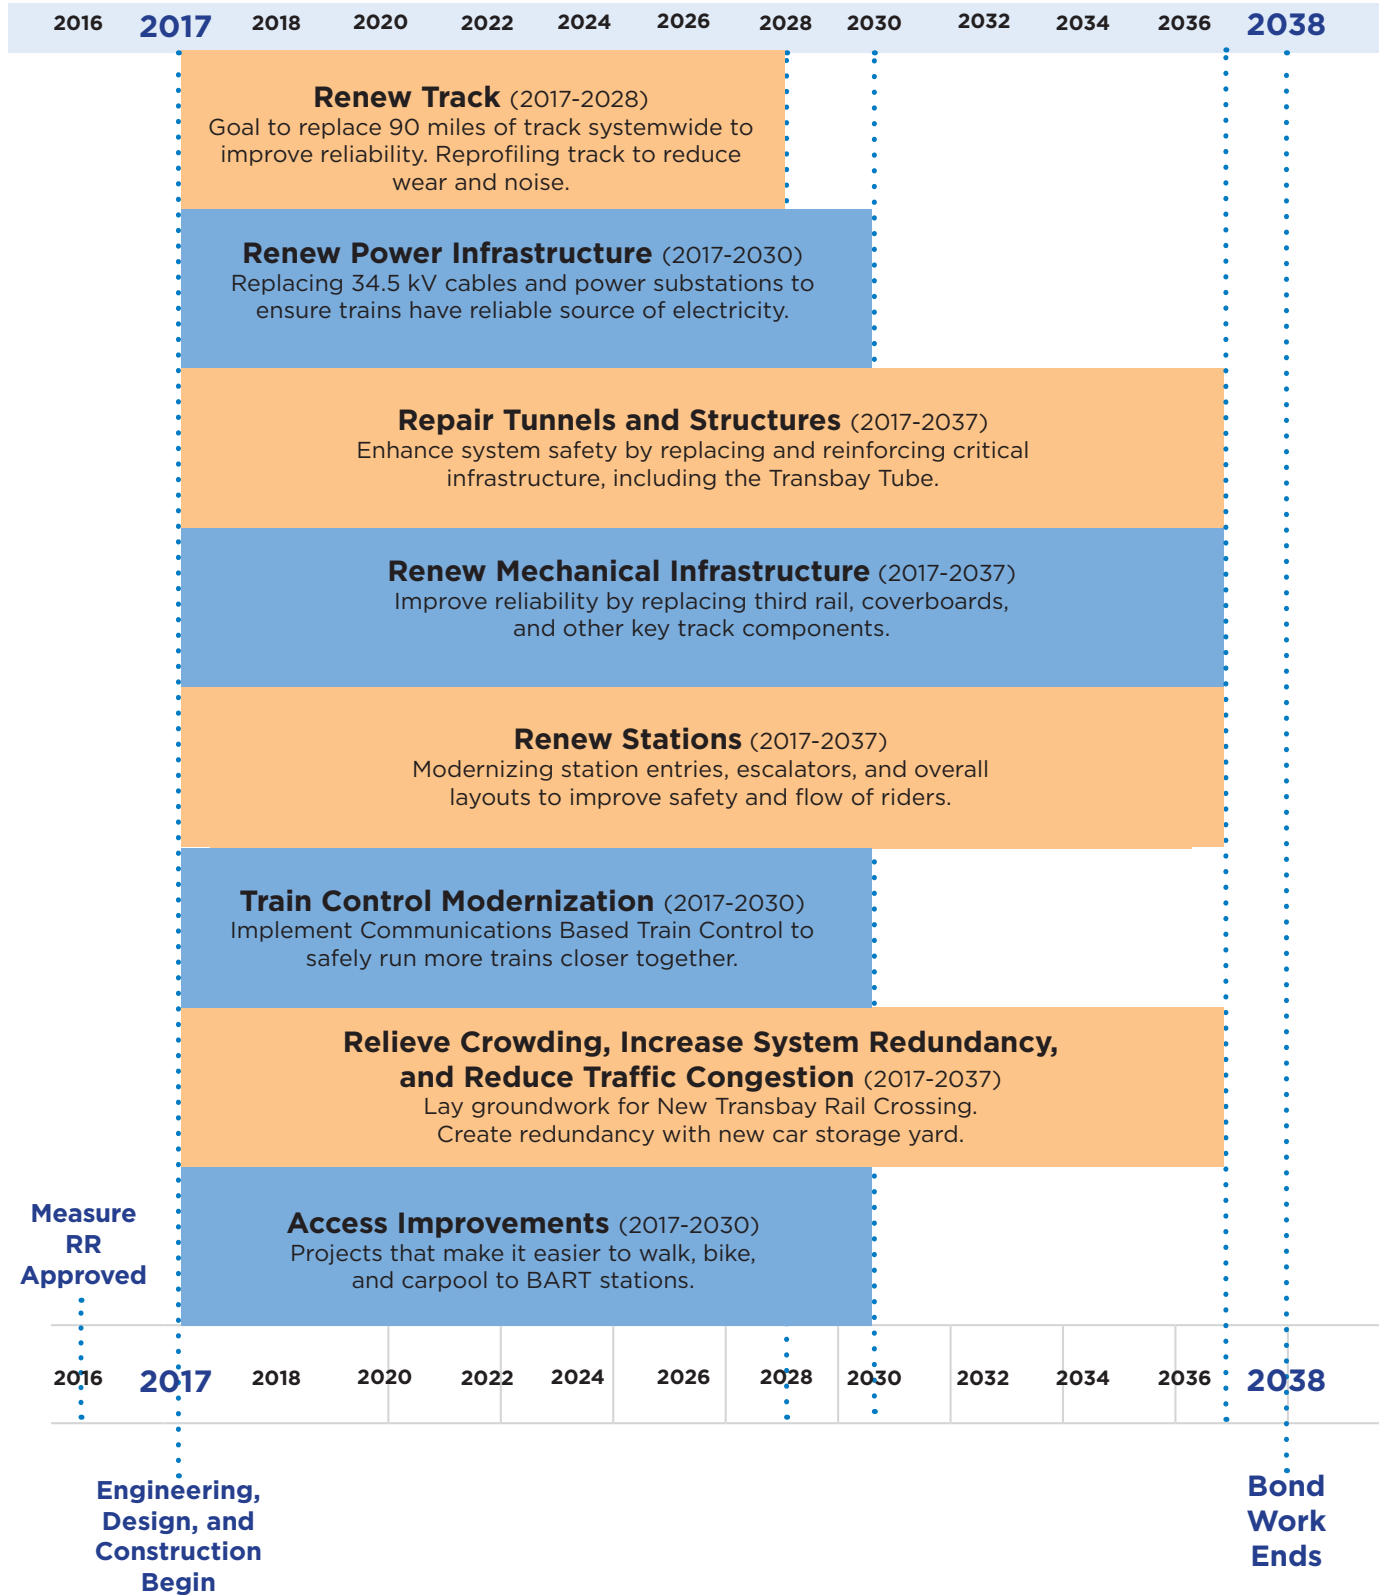 2016 2017 2018 2020 2022 2024 2026 2028 2030 2032 2034 2036 2038
Renew Track (2017-2028)
Goal to replace 90 miles of track systemwide to
improve reliability. Reprofiling track to reduce
wear and noise.
Renew Power Infrastructure (2017-2030)
Replacing 34.5 kV cables and power substations to
ensure trains have reliable source of electricity.
Repair Tunnels and Structures (2017-2037)
Enhance system safety by replacing and reinforcing critical
infrastructure, including the Transbay Tube.
Renew Mechanical Infrastructure (2017-2037)
Improve reliability by replacing third rail, coverboards,
and other key track components.
Renew Stations (2017-2037)
Modernizing station entries, escalators, and overall
layouts to improve safety and flow of riders.
Train Control Modernization (2017-2030)
Implement Communications Based Train Control to
safely run more trains closer together.
Relieve Crowding, Increase System Redundancy,
and Reduce Traffic Congestion (2017-2037)
Lay groundwork for New Transbay Rail Crossing.
Create redundancy with new car storage yard.
Access Improvements (2017-2030)
Projects that make it easier to walk, bike,
and carpool to BART stations.
Measure
RR
Approved
2016 2017 2018 2020 2022 2024 2026 2028 2030 2032 2034 2036 2038
Engineering,
Design, and
Construction
Begin
Bond
Work
Ends